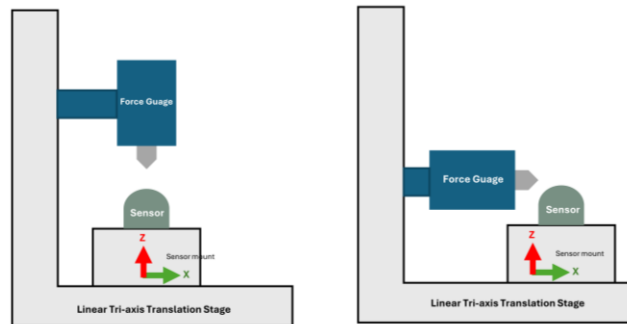 Force Guage
Sensor
Z
Sensor mount
X
Linear Tri-axis Translation Stage
Force Guage
Sensor
Z
Sensor mount
X
Linear Tri-axis Translation Stage